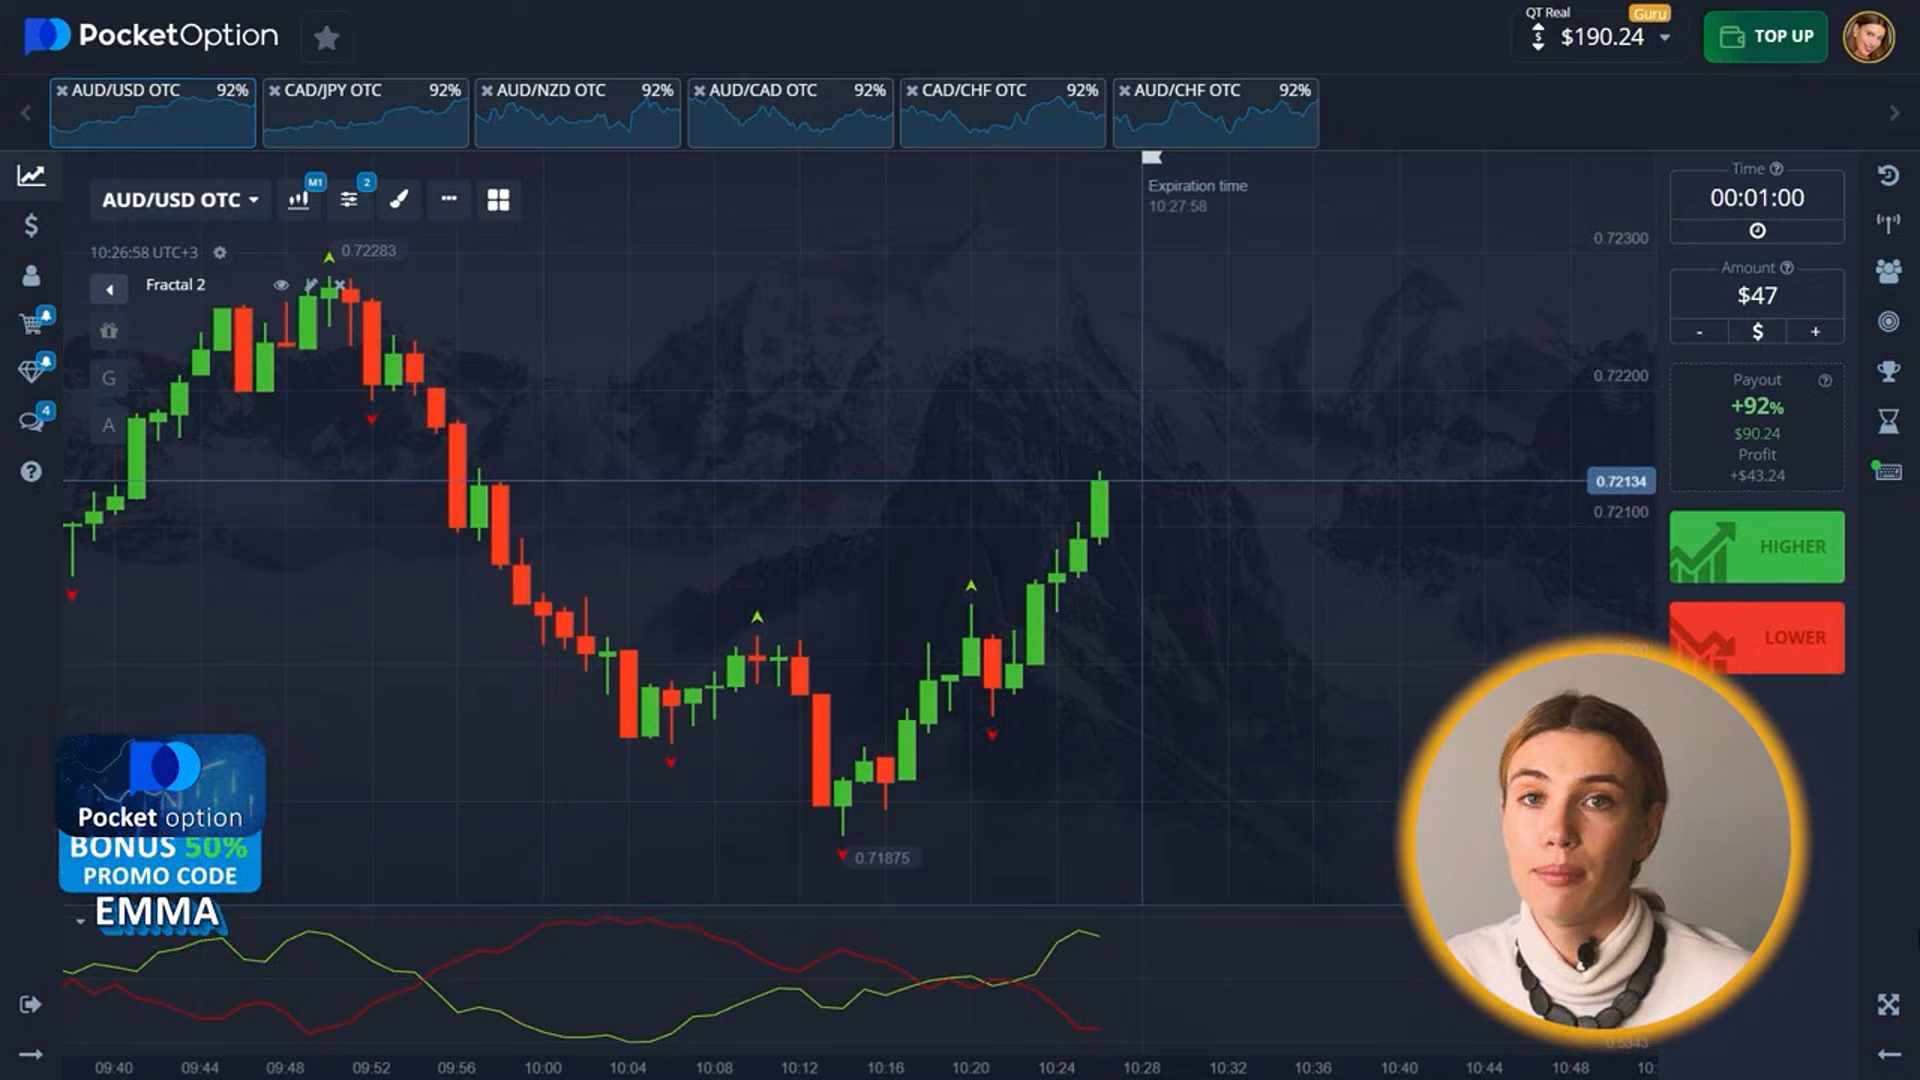 PocketOption
QT Real
Guru
$190.24
TOP UP
AUD/USD OTC 92%
CAD/JPY OTC 92%
AUD/NZD OTC 92%
AUD/CAD OTC 92%
CAD/CHF OTC 92%
AUD/CHF OTC 92%
AUD/USD OTC
M1
2
Expiration time
10:27:58
10:26:58 UTC+3
0.72283
Fractal 2
G
A
4
0.72300
0.72200
0.72134
0.72100
0.71875
Time
00:01:00
Amount
$47
- $ +
Payout
+92%
$90.24
Profit
+$43.24
HIGHER
LOWER
Pocket option
BONUS 50%
PROMO CODE
EMMA
0.5343
09:40 09:44 09:48 09:52 09:56 10:00 10:04 10:08 10:12 10:16 10:20 10:24 10:28 10:32 10:36 10:40 10:44 10:48 10: